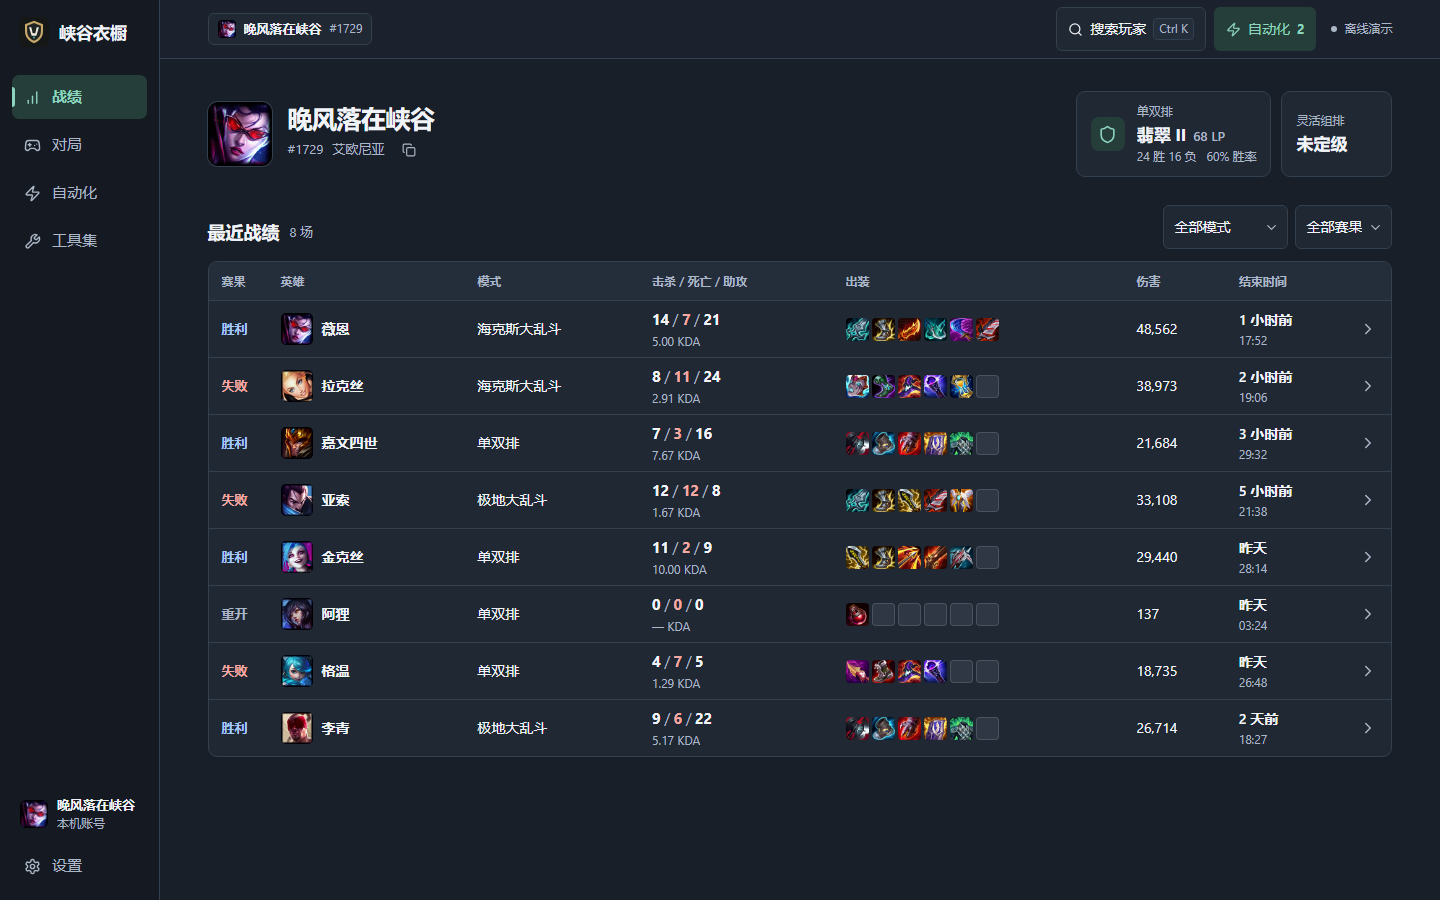 峡谷衣橱
战绩
对局
自动化
工具集
晚风落在峡谷
本机账号
设置
晚风落在峡谷 #1729
搜索玩家 Ctrl K
自动化 2
离线演示
晚风落在峡谷
#1729 艾欧尼亚
单双排
翡翠 II 68 LP
24 胜 16 负 60% 胜率
灵活组排
未定级
最近战绩 8 场
全部模式
全部赛果
赛果 英雄 模式 击杀 / 死亡 / 助攻 出装 伤害 结束时间
胜利 薇恩 海克斯大乱斗 14 / 7 / 21 48,562 1 小时前
5.00 KDA 17:52
失败 拉克丝 海克斯大乱斗 8 / 11 / 24 38,973 2 小时前
2.91 KDA 19:06
胜利 嘉文四世 单双排 7 / 3 / 16 21,684 3 小时前
7.67 KDA 29:32
失败 亚索 极地大乱斗 12 / 12 / 8 33,108 5 小时前
1.67 KDA 21:38
胜利 金克丝 单双排 11 / 2 / 9 29,440 昨天
10.00 KDA 28:14
重开 阿狸 单双排 0 / 0 / 0 137 昨天
— KDA 03:24
失败 格温 单双排 4 / 7 / 5 18,735 昨天
1.29 KDA 26:48
胜利 李青 极地大乱斗 9 / 6 / 22 26,714 2 天前
5.17 KDA 18:27